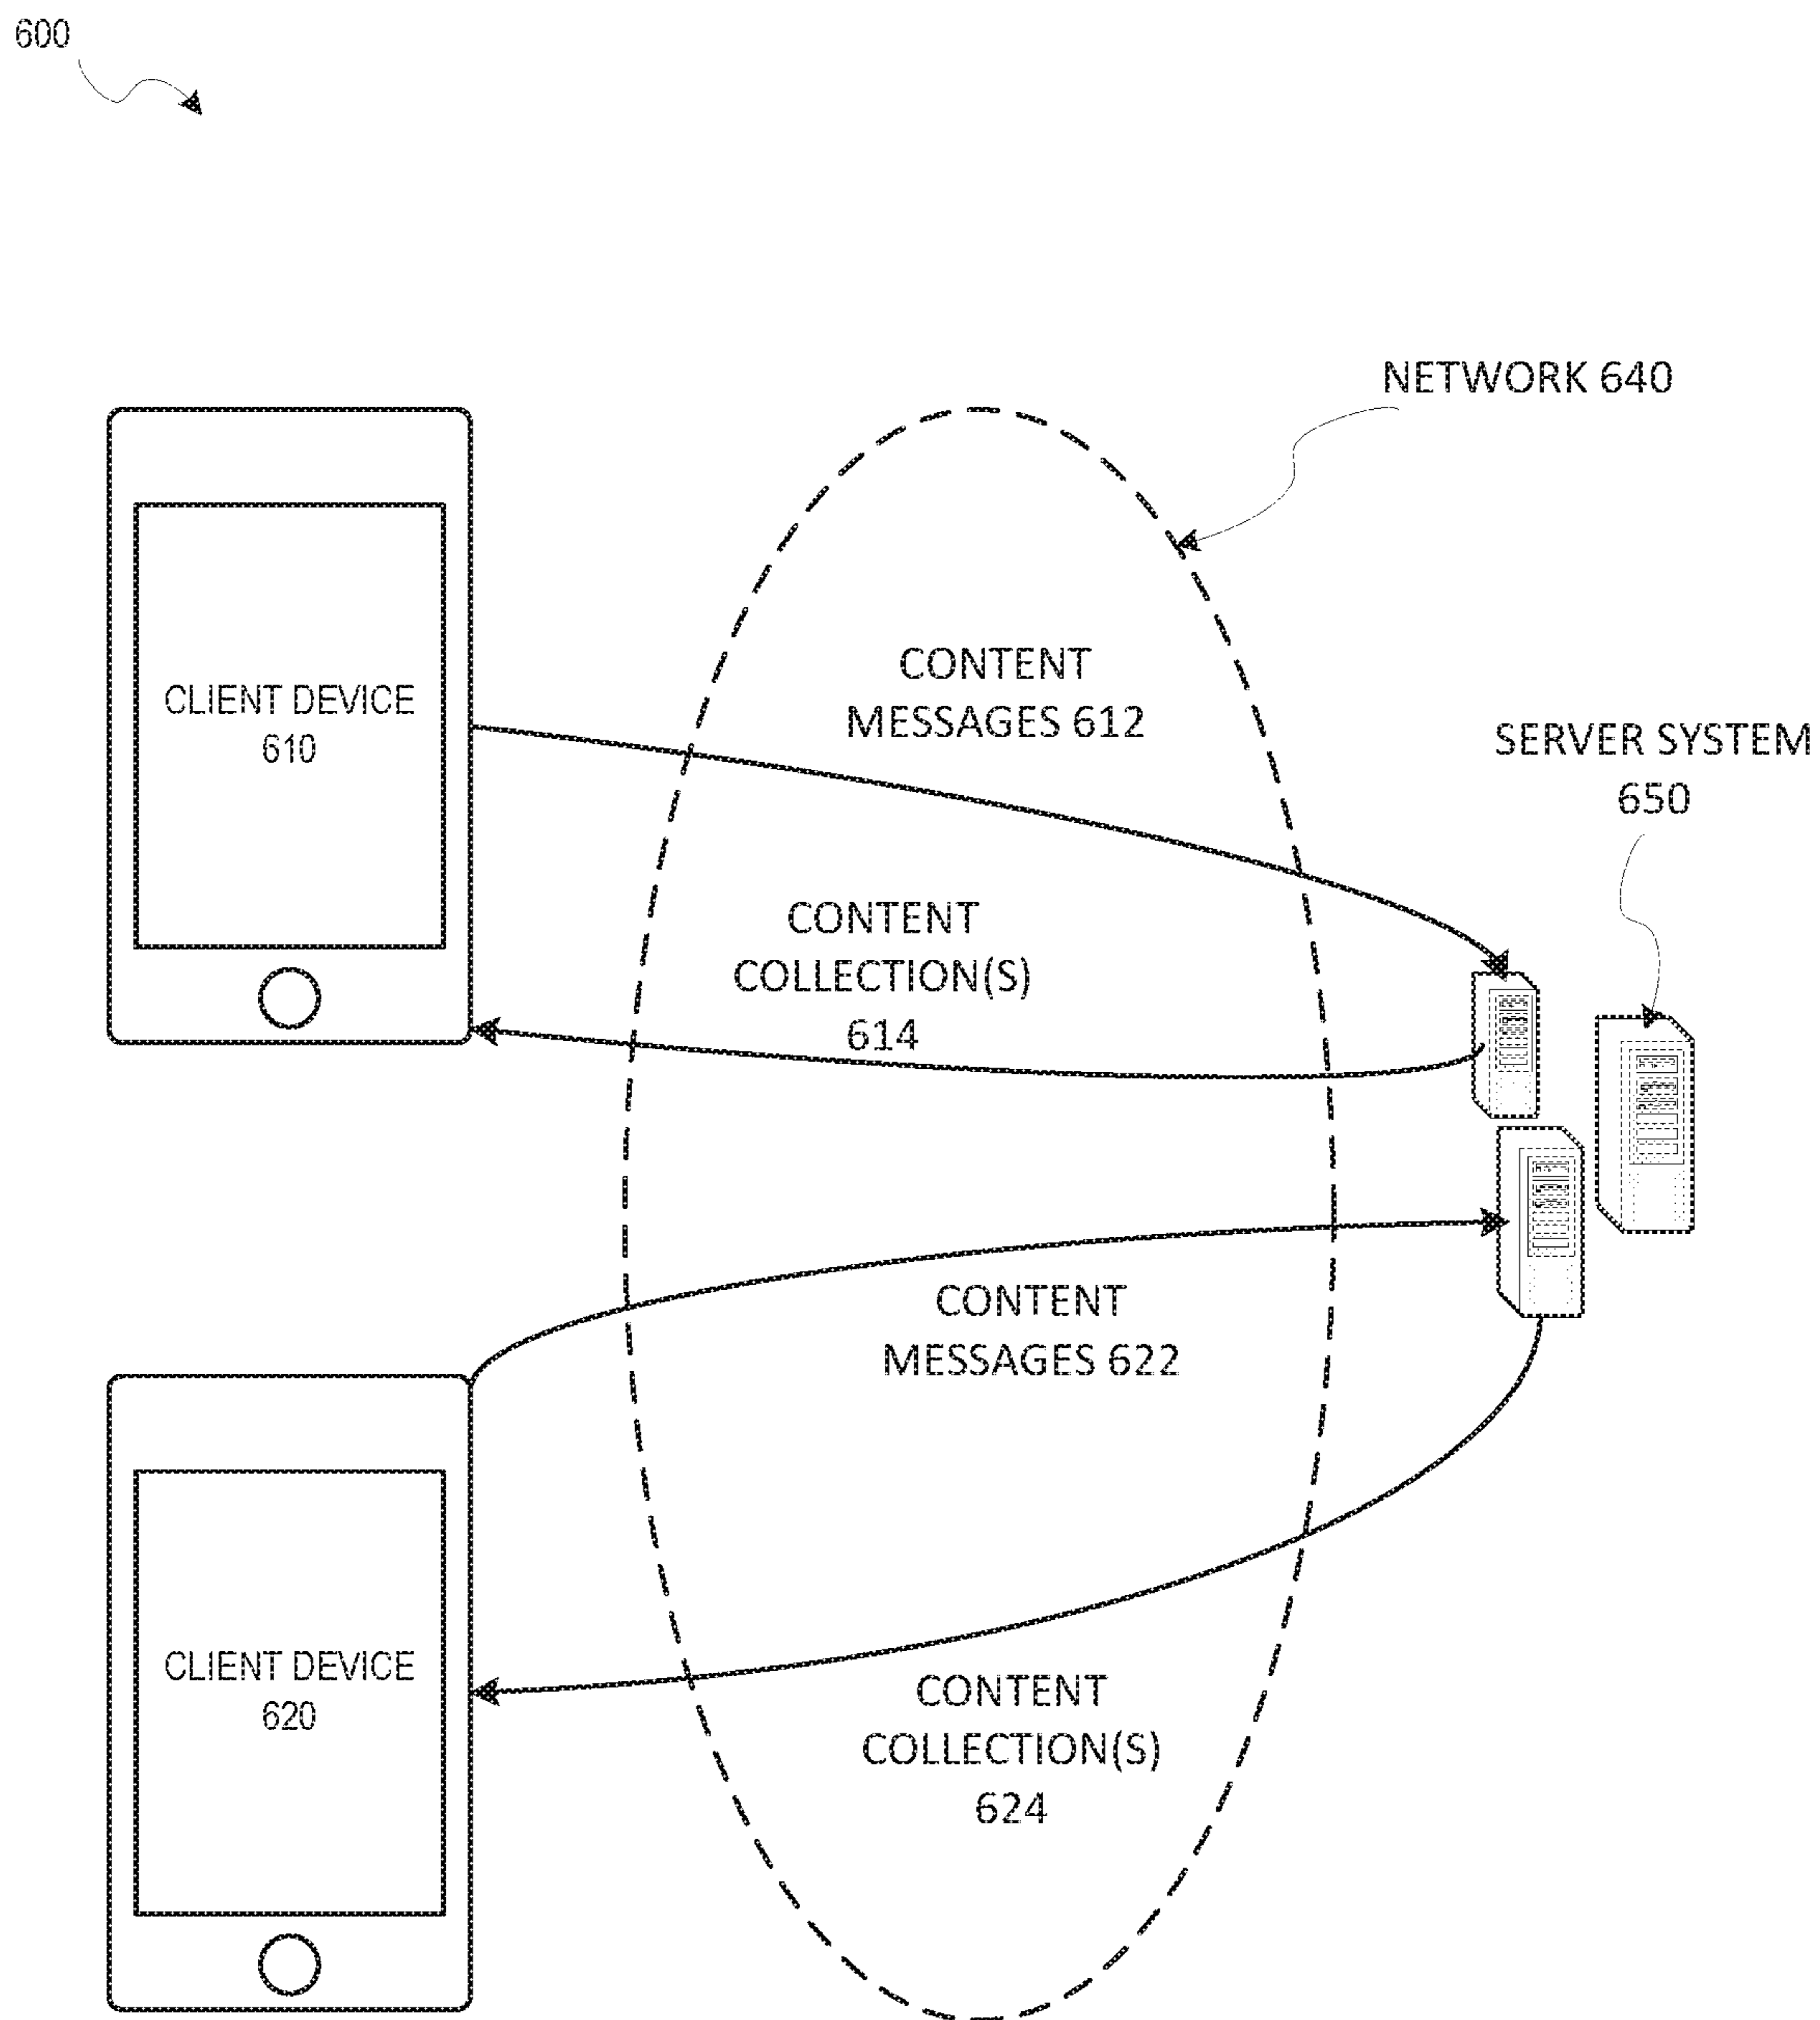 600
NETWORK 640
CLIENT DEVICE
610
CONTENT
MESSAGES 612
SERVER SYSTEM
650
CONTENT
COLLECTION(S)
614
CONTENT
MESSAGES 622
CLIENT DEVICE
620
CONTENT
COLLECTION(S)
624